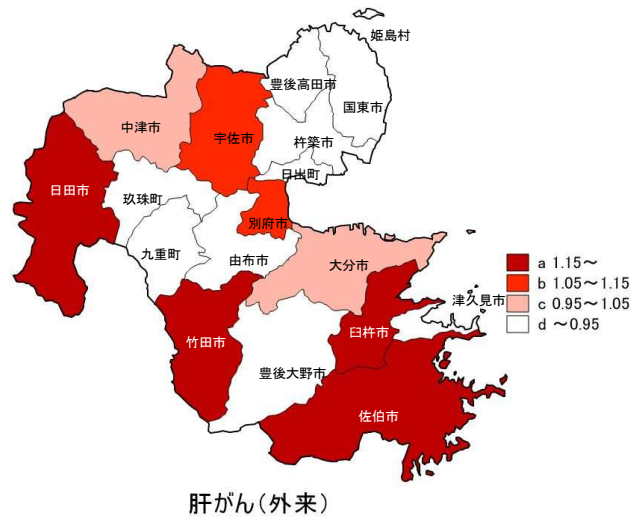 姫島村
豊後高田市
国東市
中津市
宇佐市
杵築市
日出町
日田市
玖珠町
別府市
九重町
由布市
大分市
a 1.15～
b 1.05～1.15
c 0.95～1.05
d ～0.95
津久見市
臼杵市
竹田市
豊後大野市
佐伯市
肝がん（外来）